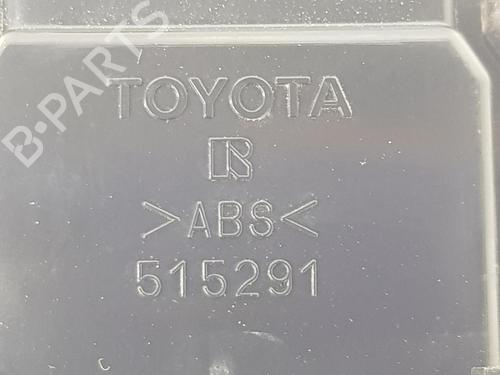 B-PARTS
TOYOTA
R
>ABS<
515291